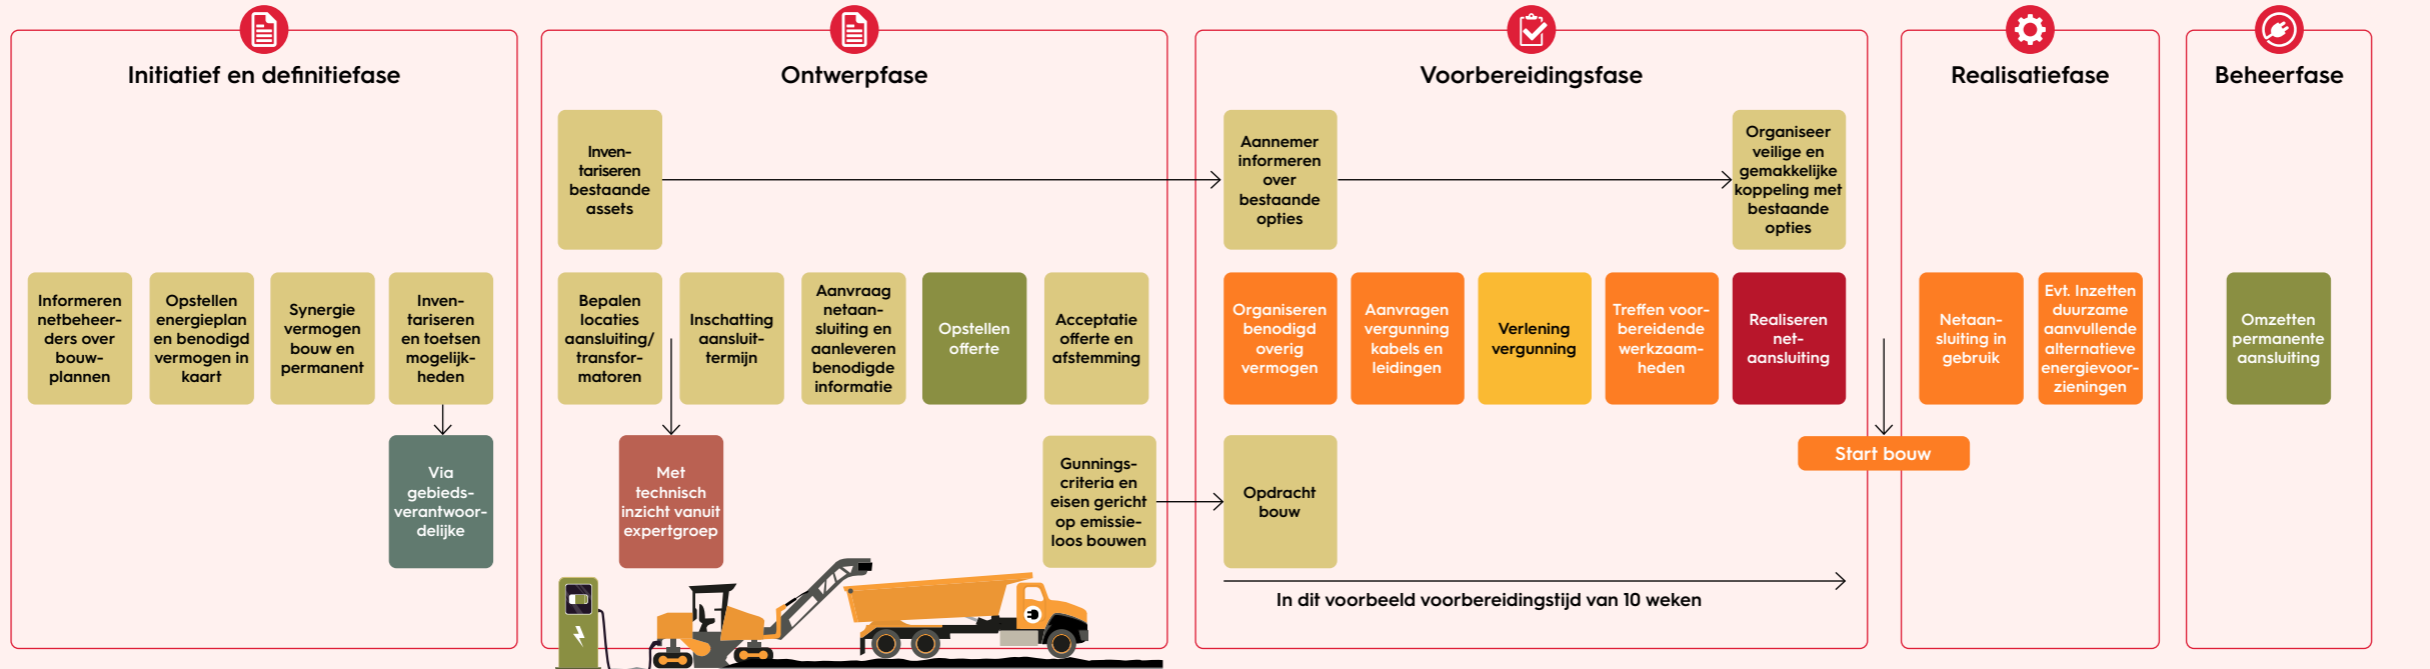 Initiatief en definitiefase
Informeren
netbeheer-
ders over
bouw-
plannen
Opstellen
energieplan
en benodigd
vermogen in
kaart
Synergie
vermogen
bouw en
permanent
Inven-
tariseren
en toetsen
mogelijk-
heden
Via
gebieds-
verantwoor-
delijke
Ontwerpfase
Inven-
tariseren
bestaande
assets
Bepalen
locaties
aansluiting/
transfor-
matoren
Inschatting
aansluit-
termijn
Aanvraag
netaan-
sluiting en
aanleveren
benodigde
informatie
Opstellen
offerte
Acceptatie
offerte en
afstemming
Met
technisch
inzicht vanuit
expertgroep
Gunnings-
criteria en
eisen gericht
op emissie-
loos bouwen
Voorbereidingsfase
Aannemer
informeren
over
bestaande
opties
Organiseer
veilige en
gemakkelijke
koppeling met
bestaande
opties
Organiseren
benodigd
overig
vermogen
Aanvragen
vergunning
kabels en
leidingen
Verlening
vergunning
Treffen voor-
bereidende
werkzaam-
heden
Realiseren
net-
aansluiting
Opdracht
bouw
Start bouw
In dit voorbeeld voorbereidingstijd van 10 weken
Realisatiefase
Netaan-
sluiting in
gebruik
Evt. Inzetten
duurzame
aanvullende
alternatieve
energievoor-
zieningen
Beheerfase
Omzetten
permanente
aansluiting